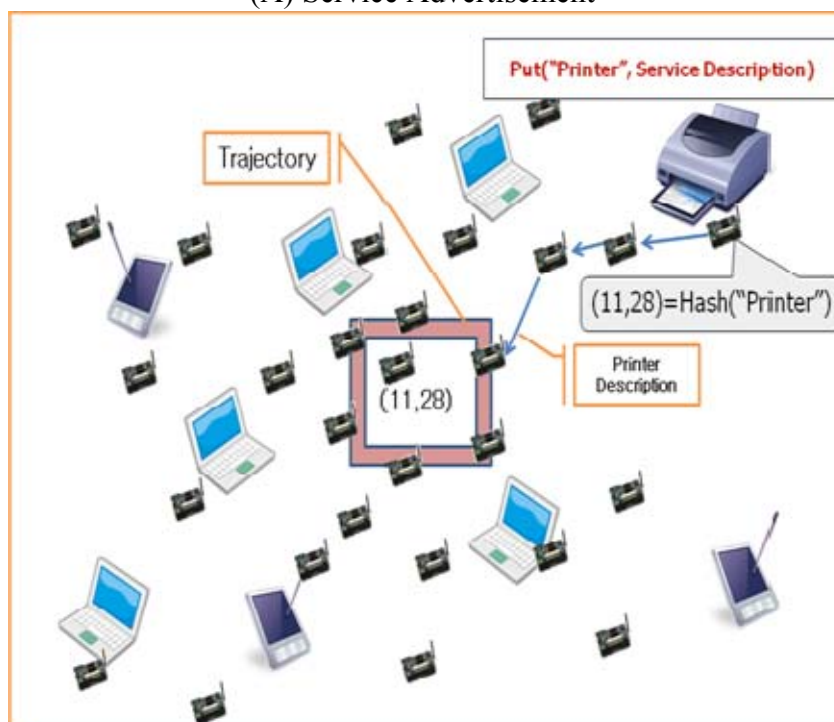 (A) Service Advertisement
Put("Printer", Service Description)
Trajectory
(11,28)=Hash("Printer")
Printer
Description
(11,28)